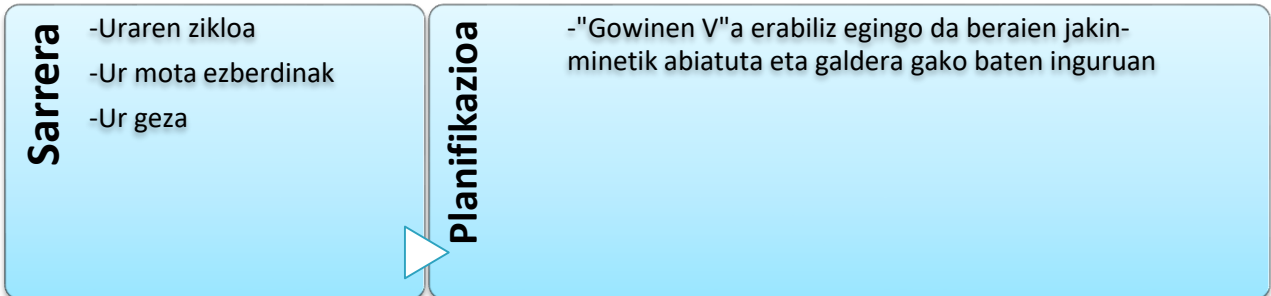 Sarrera
-Uraren zikloa
-Ur mota ezberdinak
-Ur geza
Planifikazioa
-"Gowinen V"a erabiliz egingo da beraien jakin-
minetik abiatuta eta galdera gako baten inguruan